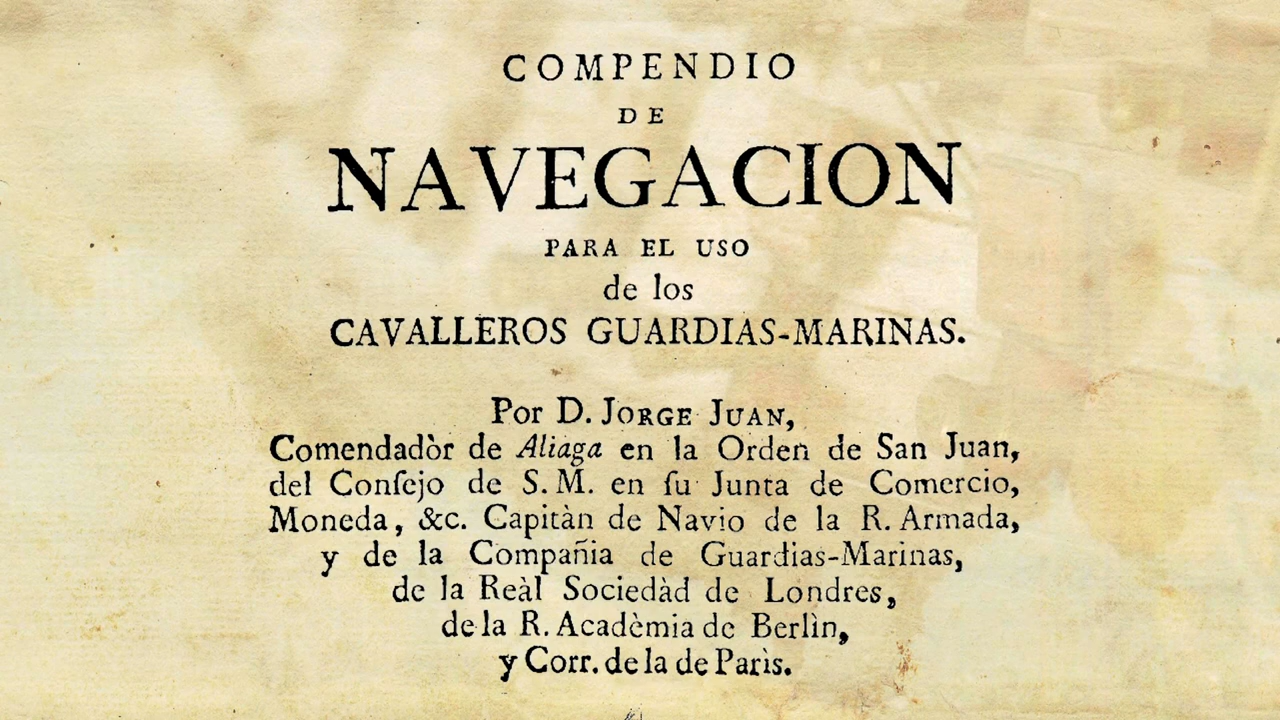 COMPENDIO
DE
NAVEGACION
PARA EL USO
de los
CAVALLEROS GUARDIAS-MARINAS.
Por D. JORGE JUAN,
Comendadòr de Aliaga en la Orden de San Juan,
del Conſejo de S. M. en ſu Junta de Comercio,
Moneda, &c. Capitàn de Navio de la R. Armada,
y de la Compañia de Guardias-Marinas,
de la Reàl Sociedàd de Londres,
de la R. Acadèmia de Berlìn,
y Corr. de la de Parìs.